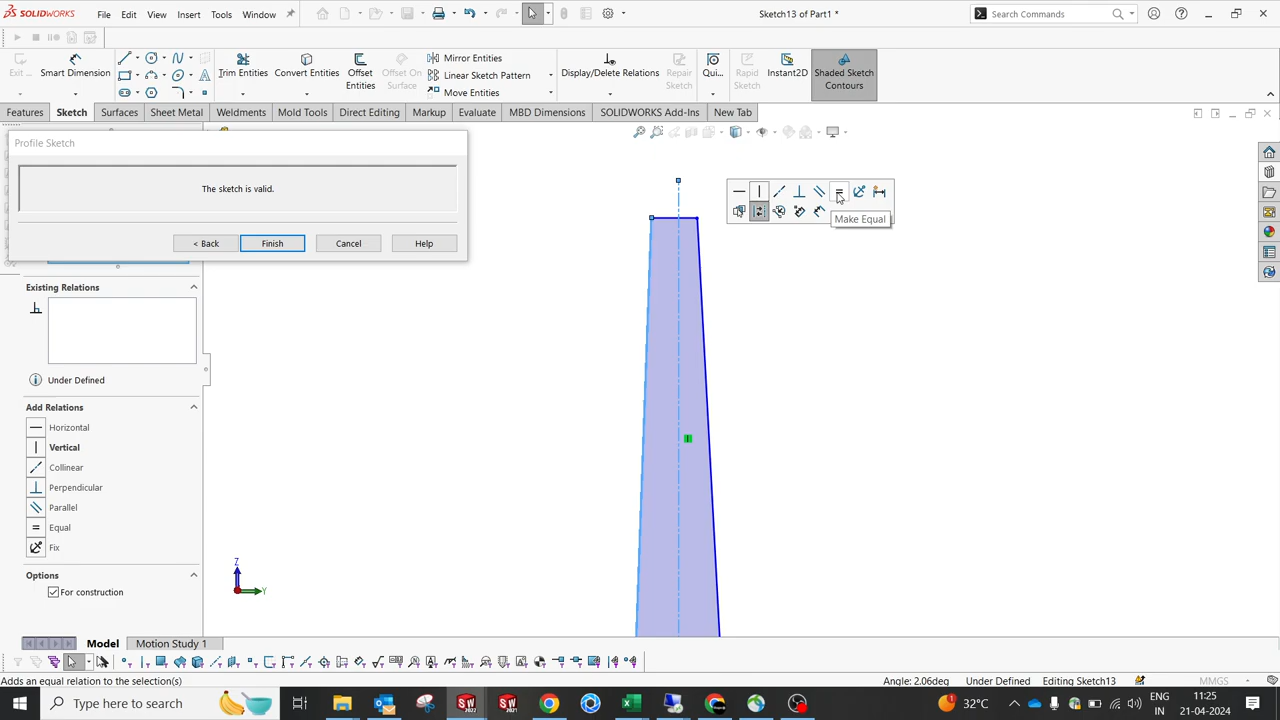 SOLIDWORKS
File
Edit
View
Insert
Tools
Window
Sketch13 of Part1 *
Search Commands
Exit ...
Smart Dimension
Trim Entities
Convert Entities
Offset Entities
Offset On Surface
Mirror Entities
Linear Sketch Pattern
Move Entities
Display/Delete Relations
Repair Sketch
Qui...
Rapid Sketch
Instant2D
Shaded Sketch Contours
Features
Sketch
Surfaces
Sheet Metal
Weldments
Mold Tools
Direct Editing
Markup
Evaluate
MBD Dimensions
SOLIDWORKS Add-Ins
New Tab
Profile Sketch
The sketch is valid.
< Back
Finish
Cancel
Help
Make Equal
Existing Relations
Under Defined
Add Relations
Horizontal
Vertical
Collinear
Perpendicular
Parallel
Equal
Fix
Options
For construction
Z
Y
Model
Motion Study 1
Adds an equal relation to the selection(s)
Angle: 2.06deg
Under Defined
Editing Sketch13
MMGS
Type here to search
SW 2022
SW 2021
32°C
ENG
11:25
21-04-2024